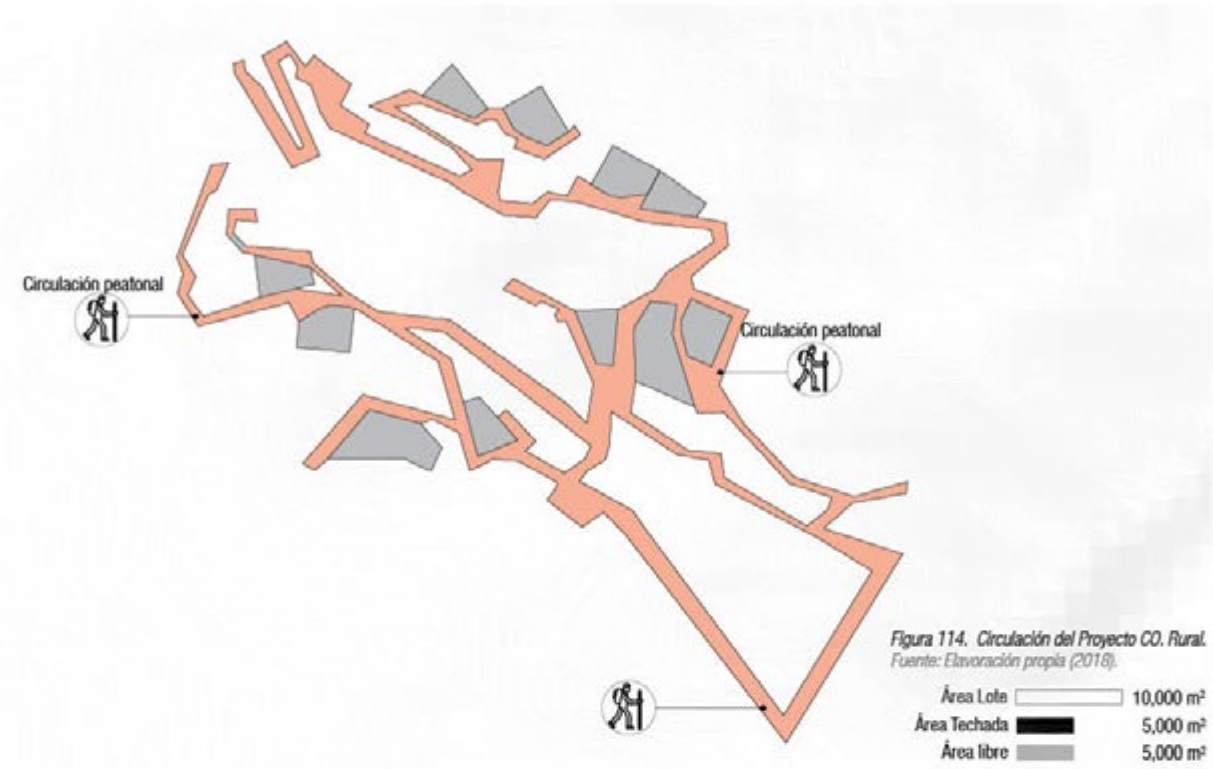 Circulación peatonal
Circulación peatonal
Figura 114. Circulación del Proyecto CO. Rural.
Fuente: Elavoración propia (2018).
Área Lote 10,000 m²
Área Techada 5,000 m²
Área libre 5,000 m²